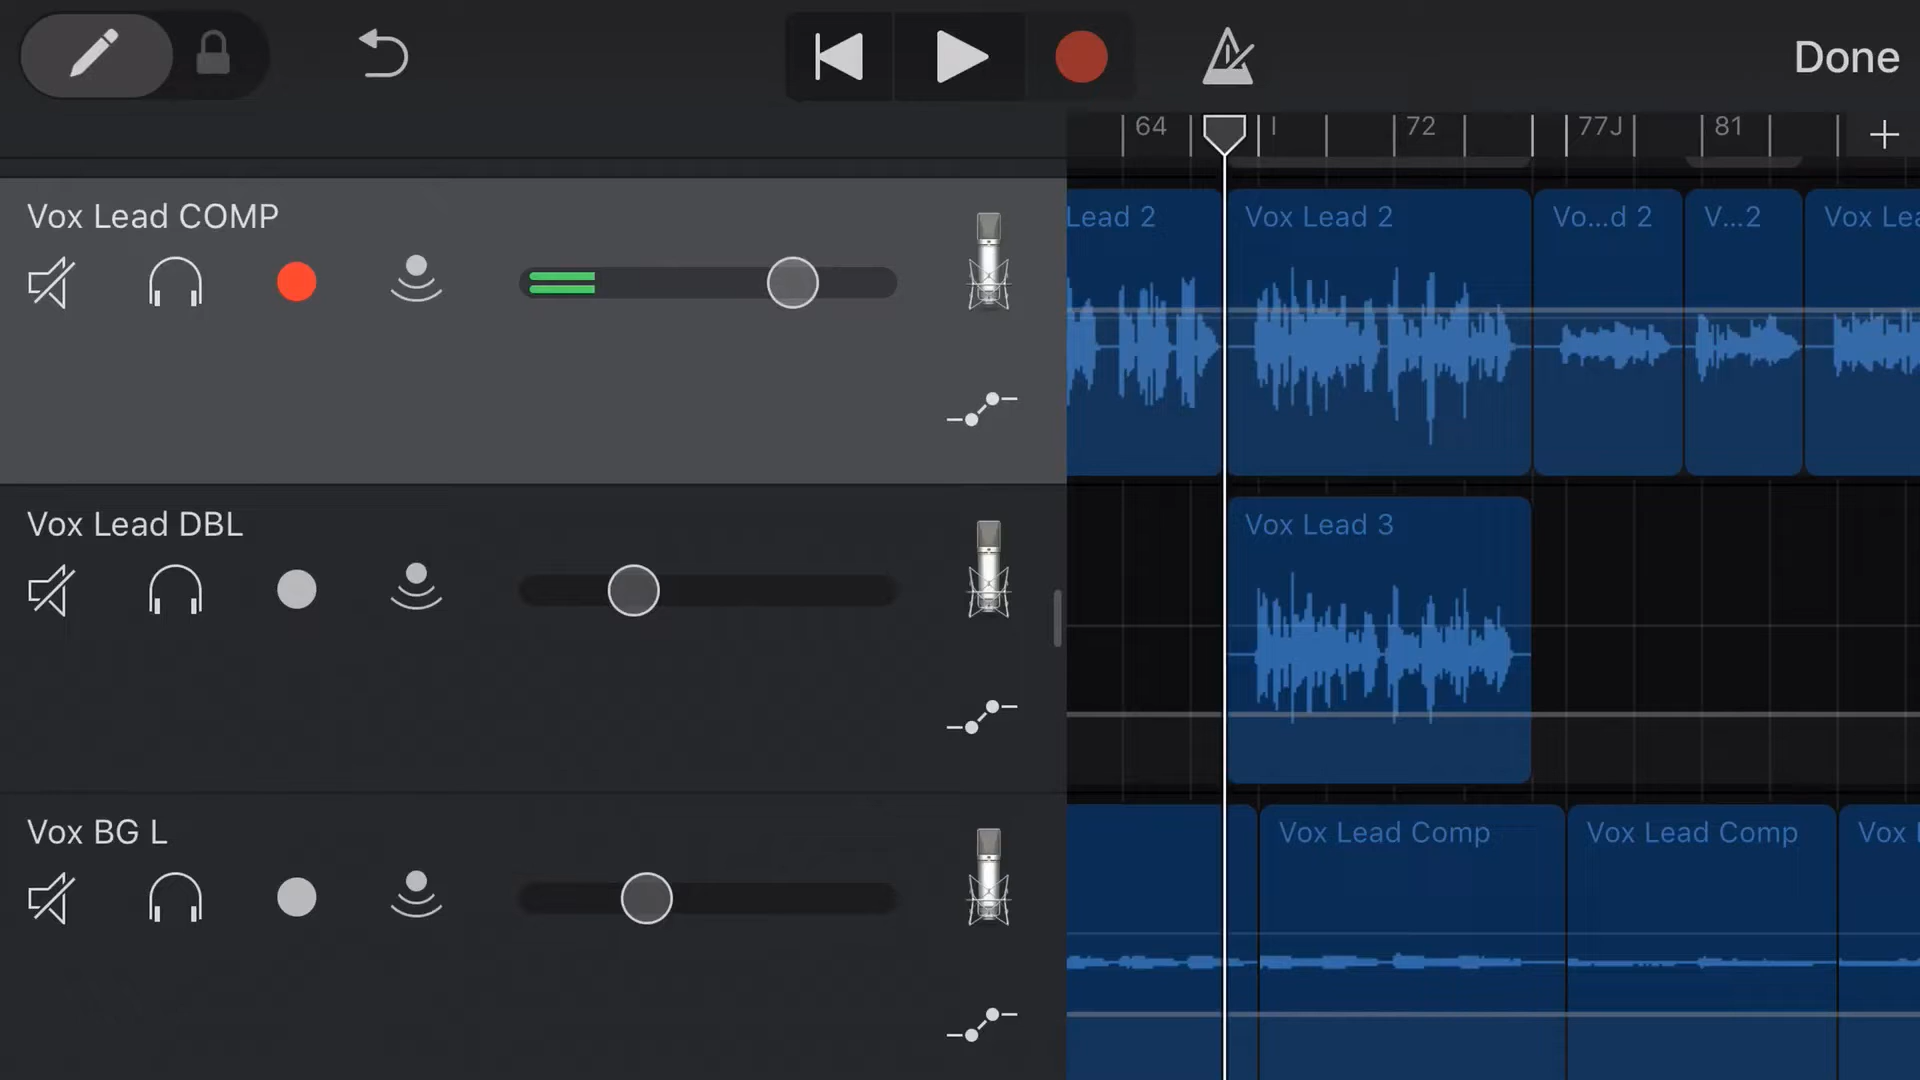 Done
64
72
77
81
Vox Lead COMP
Lead 2
Vox Lead 2
Vo...d 2
V...2
Vox Lea
Vox Lead DBL
Vox Lead 3
Vox BG L
Vox Lead Comp
Vox Lead Comp
Vox